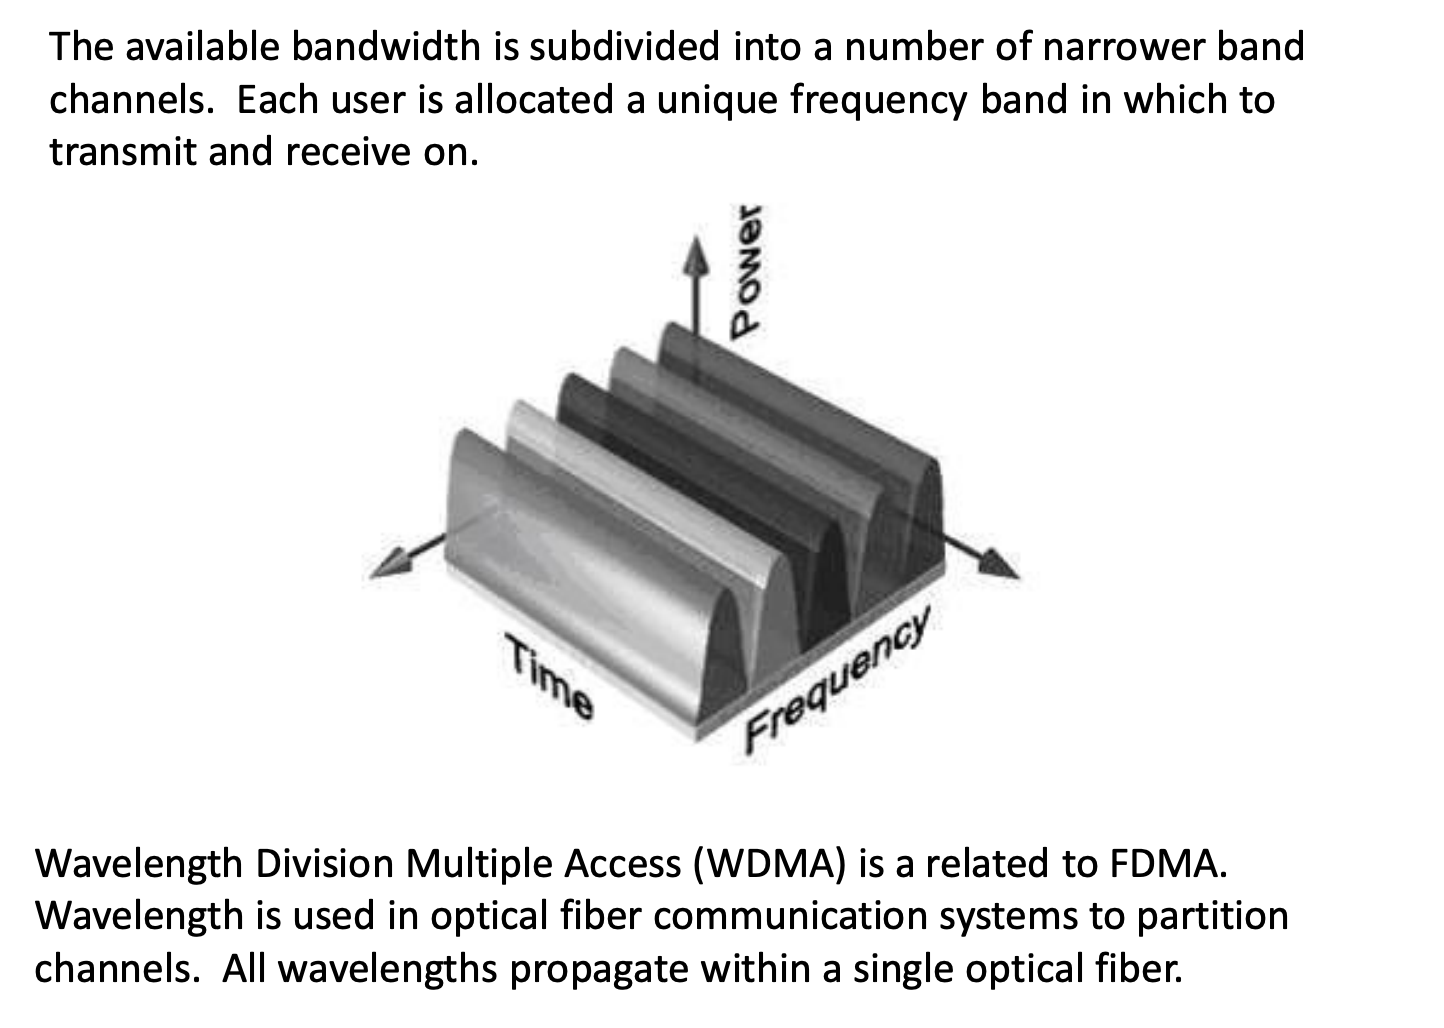 The available bandwidth is subdivided into a number of narrower band
channels.  Each user is allocated a unique frequency band in which to
transmit and receive on.
Power
Time
Frequency
Wavelength Division Multiple Access (WDMA) is a related to FDMA.
Wavelength is used in optical fiber communication systems to partition
channels.  All wavelengths propagate within a single optical fiber.